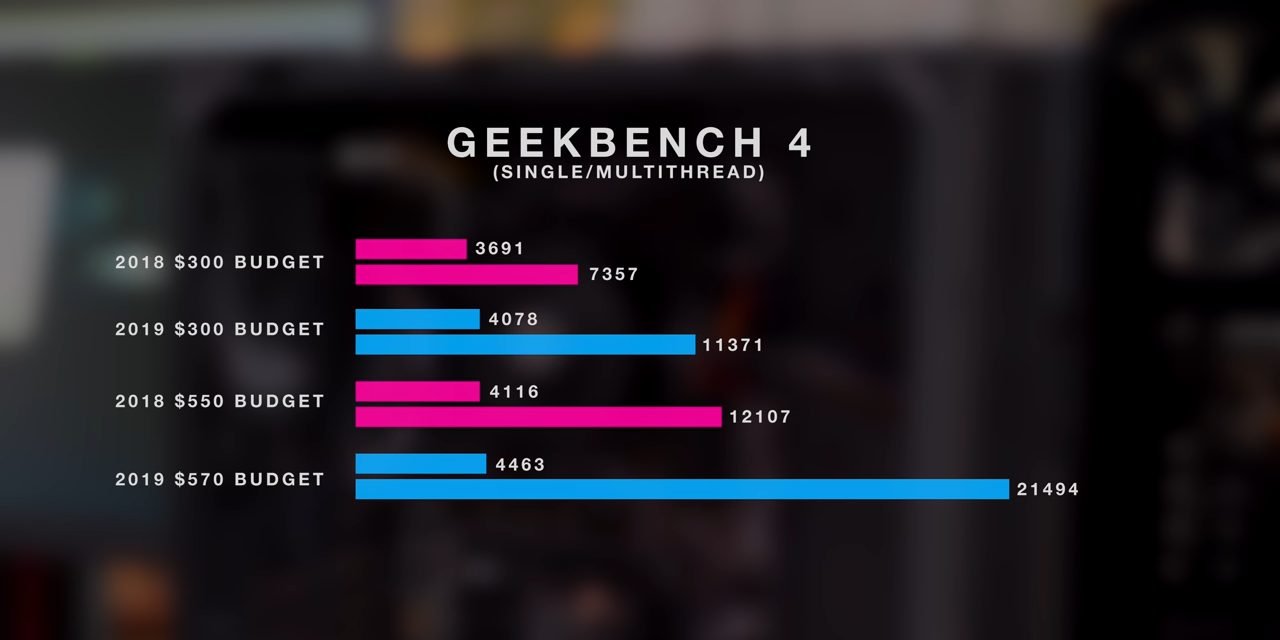 GEEKBENCH 4
(SINGLE/MULTITHREAD)
2018 $300 BUDGET
3691
7357
2019 $300 BUDGET
4078
11371
2018 $550 BUDGET
4116
12107
2019 $570 BUDGET
4463
21494